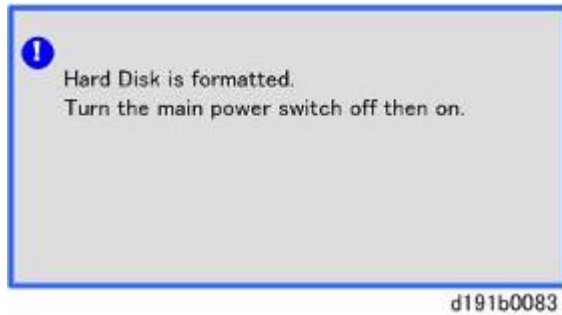 Hard Disk is formatted.
Turn the main power switch off then on.
d191b0083